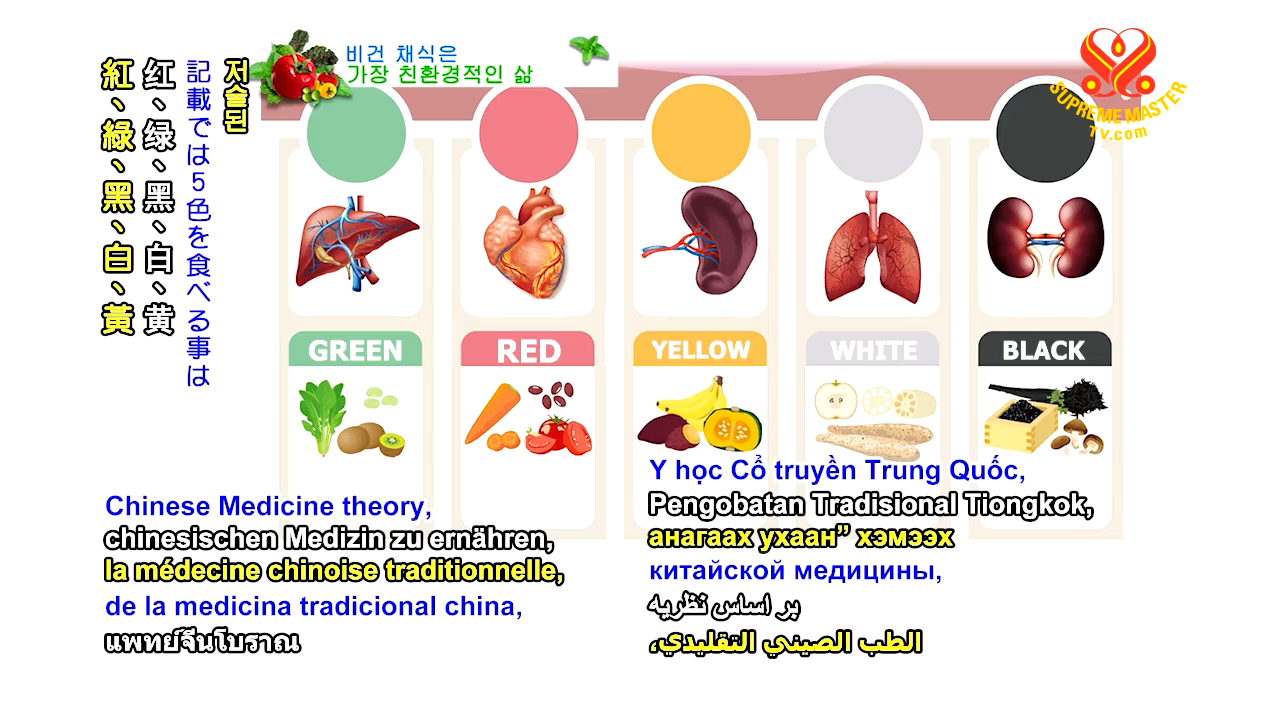 비건 채식은
가장 친환경적인 삶
SUPREME MASTER
TV.com
저술된
記載では5色を食べる事は
红、绿、黑、白、黄
紅、綠、黑、白、黃
GREEN
RED
YELLOW
WHITE
BLACK
Chinese Medicine theory,
chinesischen Medizin zu ernähren,
la médecine chinoise traditionnelle,
de la medicina tradicional china,
แพทย์จีนโบราณ
Y học Cổ truyền Trung Quốc,
Pengobatan Tradisional Tiongkok,
анагаах ухаан” хэмээх
китайской медицины,
بر اساس نظریه
الطب الصيني التقليدي،